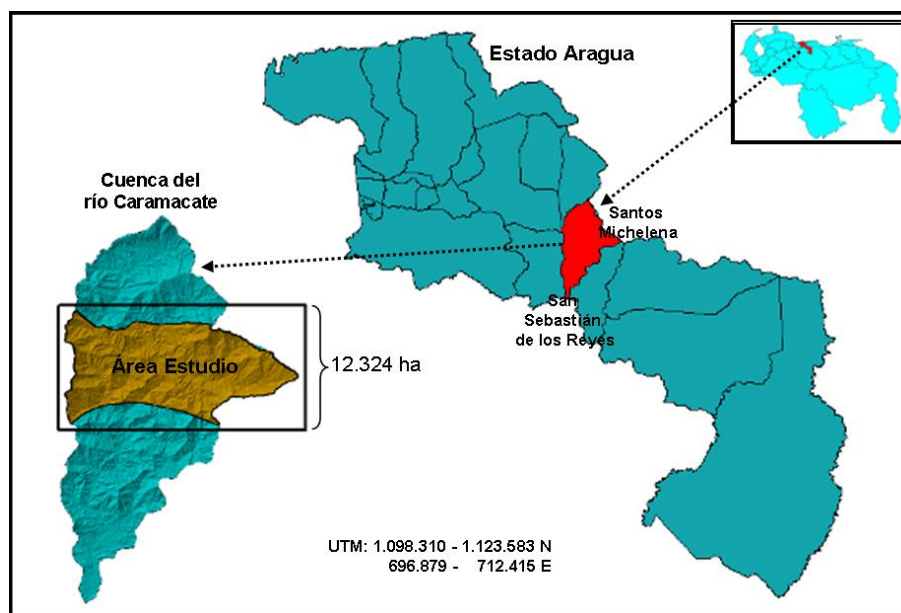 Estado Aragua
Cuenca del
río Caramacate
Santos
Michelena
San
Sebastián
de los Reyes
Área Estudio
12.324 ha
UTM: 1.098.310 - 1.123.583 N
696.879 - 712.415 E